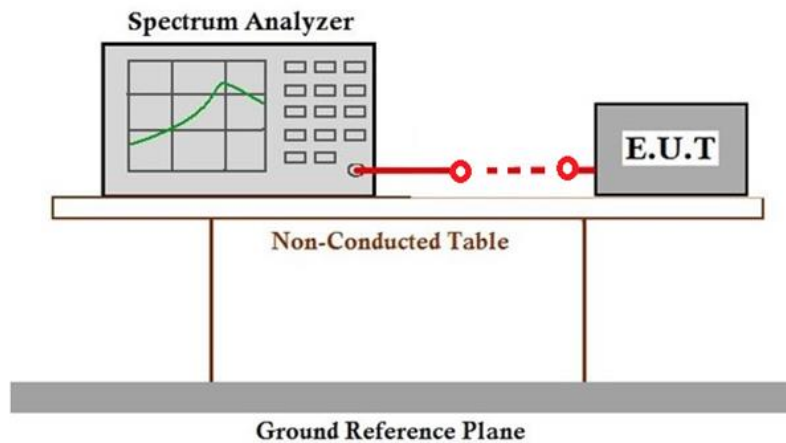 Spectrum Analyzer
E.U.T
Non-Conducted Table
Ground Reference Plane